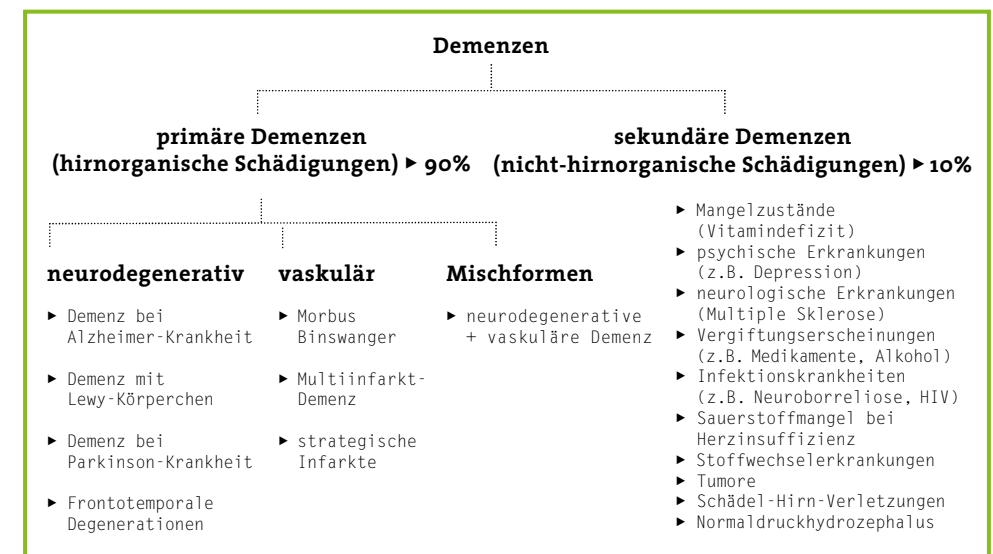 Demenzen
primäre Demenzen
(hirnorganische Schädigungen) ▸ 90%
sekundäre Demenzen
(nicht-hirnorganische Schädigungen) ▸ 10%
neurodegenerativ
▸ Demenz bei
Alzheimer-Krankheit
▸ Demenz mit
Lewy-Körperchen
▸ Demenz bei
Parkinson-Krankheit
▸ Frontotemporale
Degenerationen
vaskulär
▸ Morbus
Binswanger
▸ Multiinfarkt-
Demenz
▸ strategische
Infarkte
Mischformen
▸ neurodegenerative
+ vaskuläre Demenz
▸ Mangelzustände
(Vitamindefizit)
▸ psychische Erkrankungen
(z.B. Depression)
▸ neurologische Erkrankungen
(Multiple Sklerose)
▸ Vergiftungserscheinungen
(z.B. Medikamente, Alkohol)
▸ Infektionskrankheiten
(z.B. Neuroborreliose, HIV)
▸ Sauerstoffmangel bei
Herzinsuffizienz
▸ Stoffwechselerkrankungen
▸ Tumore
▸ Schädel-Hirn-Verletzungen
▸ Normaldruckhydrozephalus